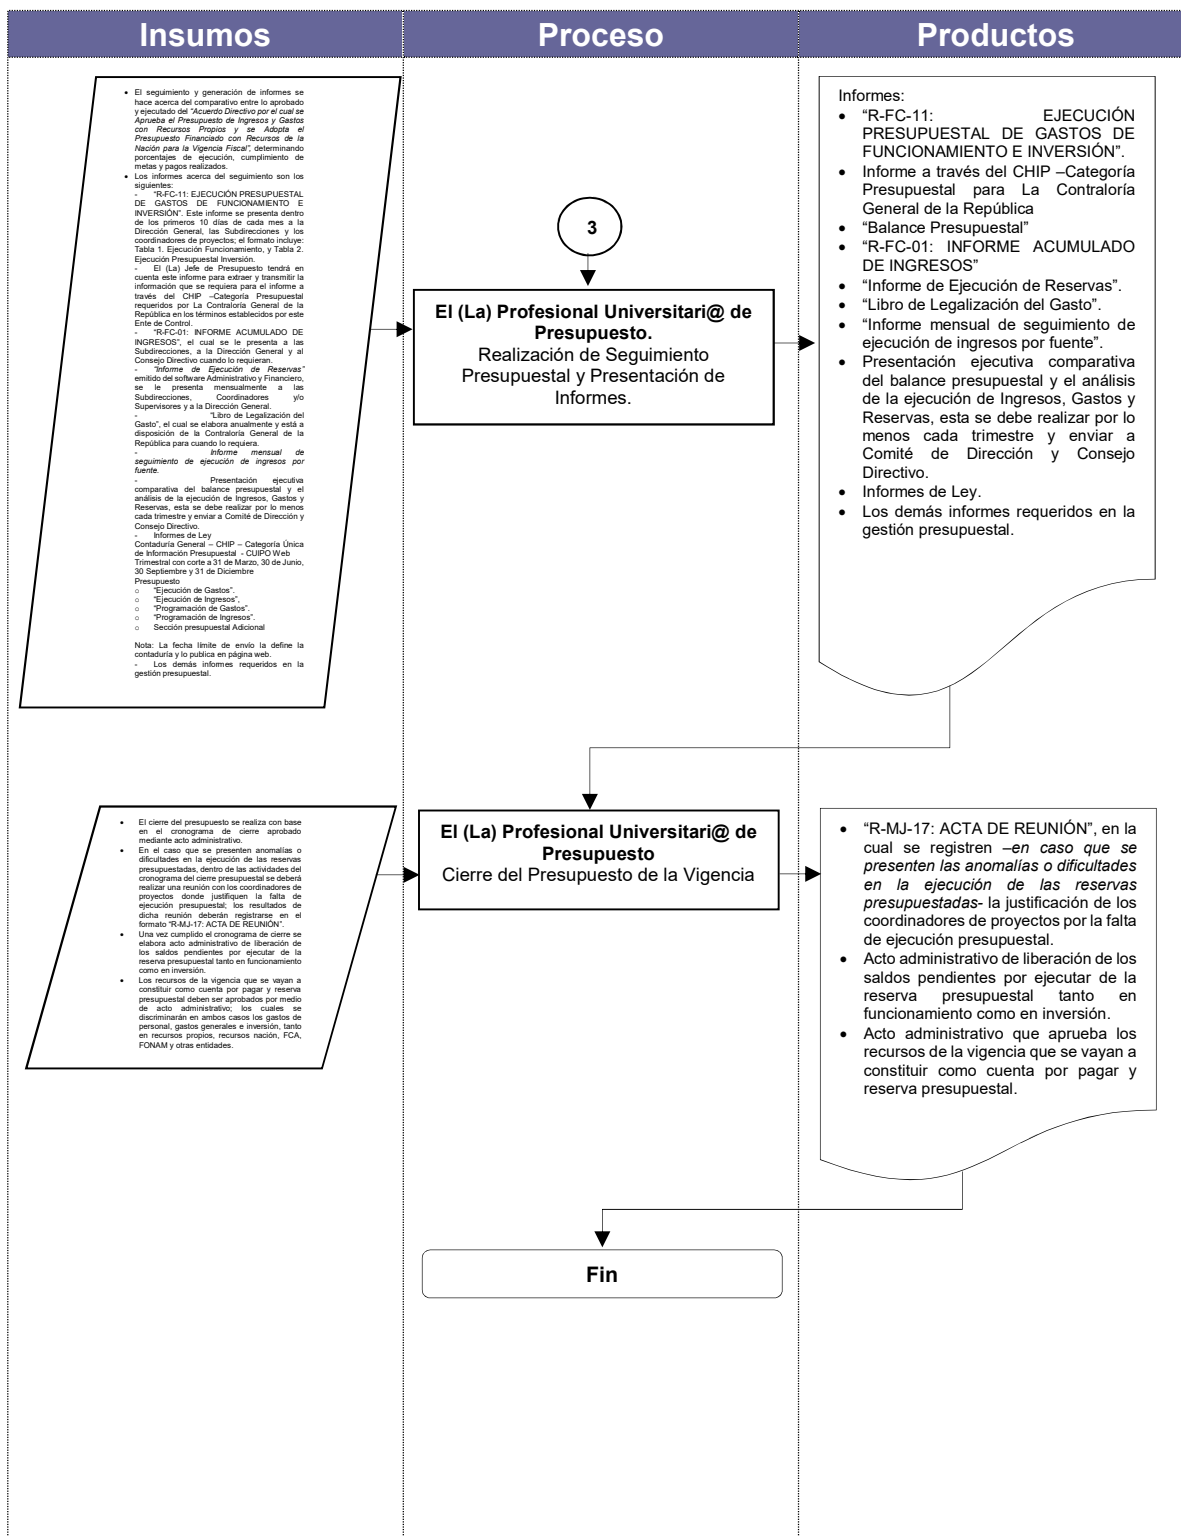 Insumos
Proceso
Productos
• El seguimiento y generación de informes se
hace acerca del comparativo entre lo aprobado
y ejecutado del "Acuerdo Directivo por el cual se
Aprueba el Presupuesto de Ingresos y Gastos
con Recursos Propios y se Adopta el
Presupuesto Financiado con Recursos de la
Nación para la Vigencia Fiscal", determinando
porcentajes de ejecución, cumplimiento de
metas y pagos realizados.
• Los informes acerca del seguimiento son los
siguientes:
- "R-FC-11: EJECUCIÓN PRESUPUESTAL
DE GASTOS DE FUNCIONAMIENTO E
INVERSIÓN". Este informe se presenta dentro
de los primeros 10 días de cada mes a la
Dirección General, las Subdirecciones y los
coordinadores de proyectos; el formato incluye:
Tabla 1. Ejecución Funcionamiento, y Tabla 2.
Ejecución Presupuestal Inversión.
- El (La) Jefe de Presupuesto tendrá en
cuenta este informe para extraer y transmitir la
información que se requiera para el informe a
través del CHIP –Categoría Presupuestal
requeridos por La Contraloría General de la
República en los términos establecidos por este
Ente de Control.
- "R-FC-01: INFORME ACUMULADO DE
INGRESOS", el cual se le presenta a las
Subdirecciones, a la Dirección General y al
Consejo Directivo cuando lo requieran.
- "Informe de Ejecución de Reservas"
emitido del software Administrativo y Financiero,
se le presenta mensualmente a las
Subdirecciones, Coordinadores y/o
Supervisores y a la Dirección General.
- "Libro de Legalización del
Gasto", el cual se elabora anualmente y está a
disposición de la Contraloría General de la
República para cuando lo requiera.
- Informe mensual de
seguimiento de ejecución de ingresos por
fuente.
- Presentación ejecutiva
comparativa del balance presupuestal y el
análisis de la ejecución de Ingresos, Gastos y
Reservas, esta se debe realizar por lo menos
cada trimestre y enviar a Comité de Dirección y
Consejo Directivo.
- Informes de Ley
Contaduría General – CHIP – Categoría Única
de Información Presupuestal - CUIPO Web
Trimestral con corte a 31 de Marzo, 30 de Junio,
30 Septiembre y 31 de Diciembre
Presupuesto
o "Ejecución de Gastos".
o "Ejecución de Ingresos",
o "Programación de Gastos".
o "Programación de Ingresos".
o Sección presupuestal Adicional
Nota: La fecha límite de envío la define la
contaduría y lo publica en página web.
- Los demás informes requeridos en la
gestión presupuestal.
3
El (La) Profesional Universitari@ de
Presupuesto.
Realización de Seguimiento
Presupuestal y Presentación de
Informes.
Informes:
• "R-FC-11: EJECUCIÓN
PRESUPUESTAL DE GASTOS DE
FUNCIONAMIENTO E INVERSIÓN".
• Informe a través del CHIP –Categoría
Presupuestal para La Contraloría
General de la República
• "Balance Presupuestal"
• "R-FC-01: INFORME ACUMULADO
DE INGRESOS"
• "Informe de Ejecución de Reservas".
• "Libro de Legalización del Gasto".
• "Informe mensual de seguimiento de
ejecución de ingresos por fuente".
• Presentación ejecutiva comparativa
del balance presupuestal y el análisis
de la ejecución de Ingresos, Gastos y
Reservas, esta se debe realizar por lo
menos cada trimestre y enviar a
Comité de Dirección y Consejo
Directivo.
• Informes de Ley.
• Los demás informes requeridos en la
gestión presupuestal.
• El cierre del presupuesto se realiza con base
en el cronograma de cierre aprobado
mediante acto administrativo.
• En el caso que se presenten anomalías o
dificultades en la ejecución de las reservas
presupuestadas, dentro de las actividades del
cronograma del cierre presupuestal se deberá
realizar una reunión con los coordinadores de
proyectos donde justifiquen la falta de
ejecución presupuestal; los resultados de
dicha reunión deberán registrarse en el
formato "R-MJ-17: ACTA DE REUNIÓN".
• Una vez cumplido el cronograma de cierre se
elabora acto administrativo de liberación de
los saldos pendientes por ejecutar de la
reserva presupuestal tanto en funcionamiento
como en inversión.
• Los recursos de la vigencia que se vayan a
constituir como cuenta por pagar y reserva
presupuestal deben ser aprobados por medio
de acto administrativo; los cuales se
discriminarán en ambos casos los gastos de
personal, gastos generales e inversión, tanto
en recursos propios, recursos nación, FCA,
FONAM y otras entidades.
El (La) Profesional Universitari@ de
Presupuesto
Cierre del Presupuesto de la Vigencia
• "R-MJ-17: ACTA DE REUNIÓN", en la
cual se registren –en caso que se
presenten las anomalías o dificultades
en la ejecución de las reservas
presupuestadas- la justificación de los
coordinadores de proyectos por la falta
de ejecución presupuestal.
• Acto administrativo de liberación de los
saldos pendientes por ejecutar de la
reserva presupuestal tanto en
funcionamiento como en inversión.
• Acto administrativo que aprueba los
recursos de la vigencia que se vayan a
constituir como cuenta por pagar y
reserva presupuestal.
Fin